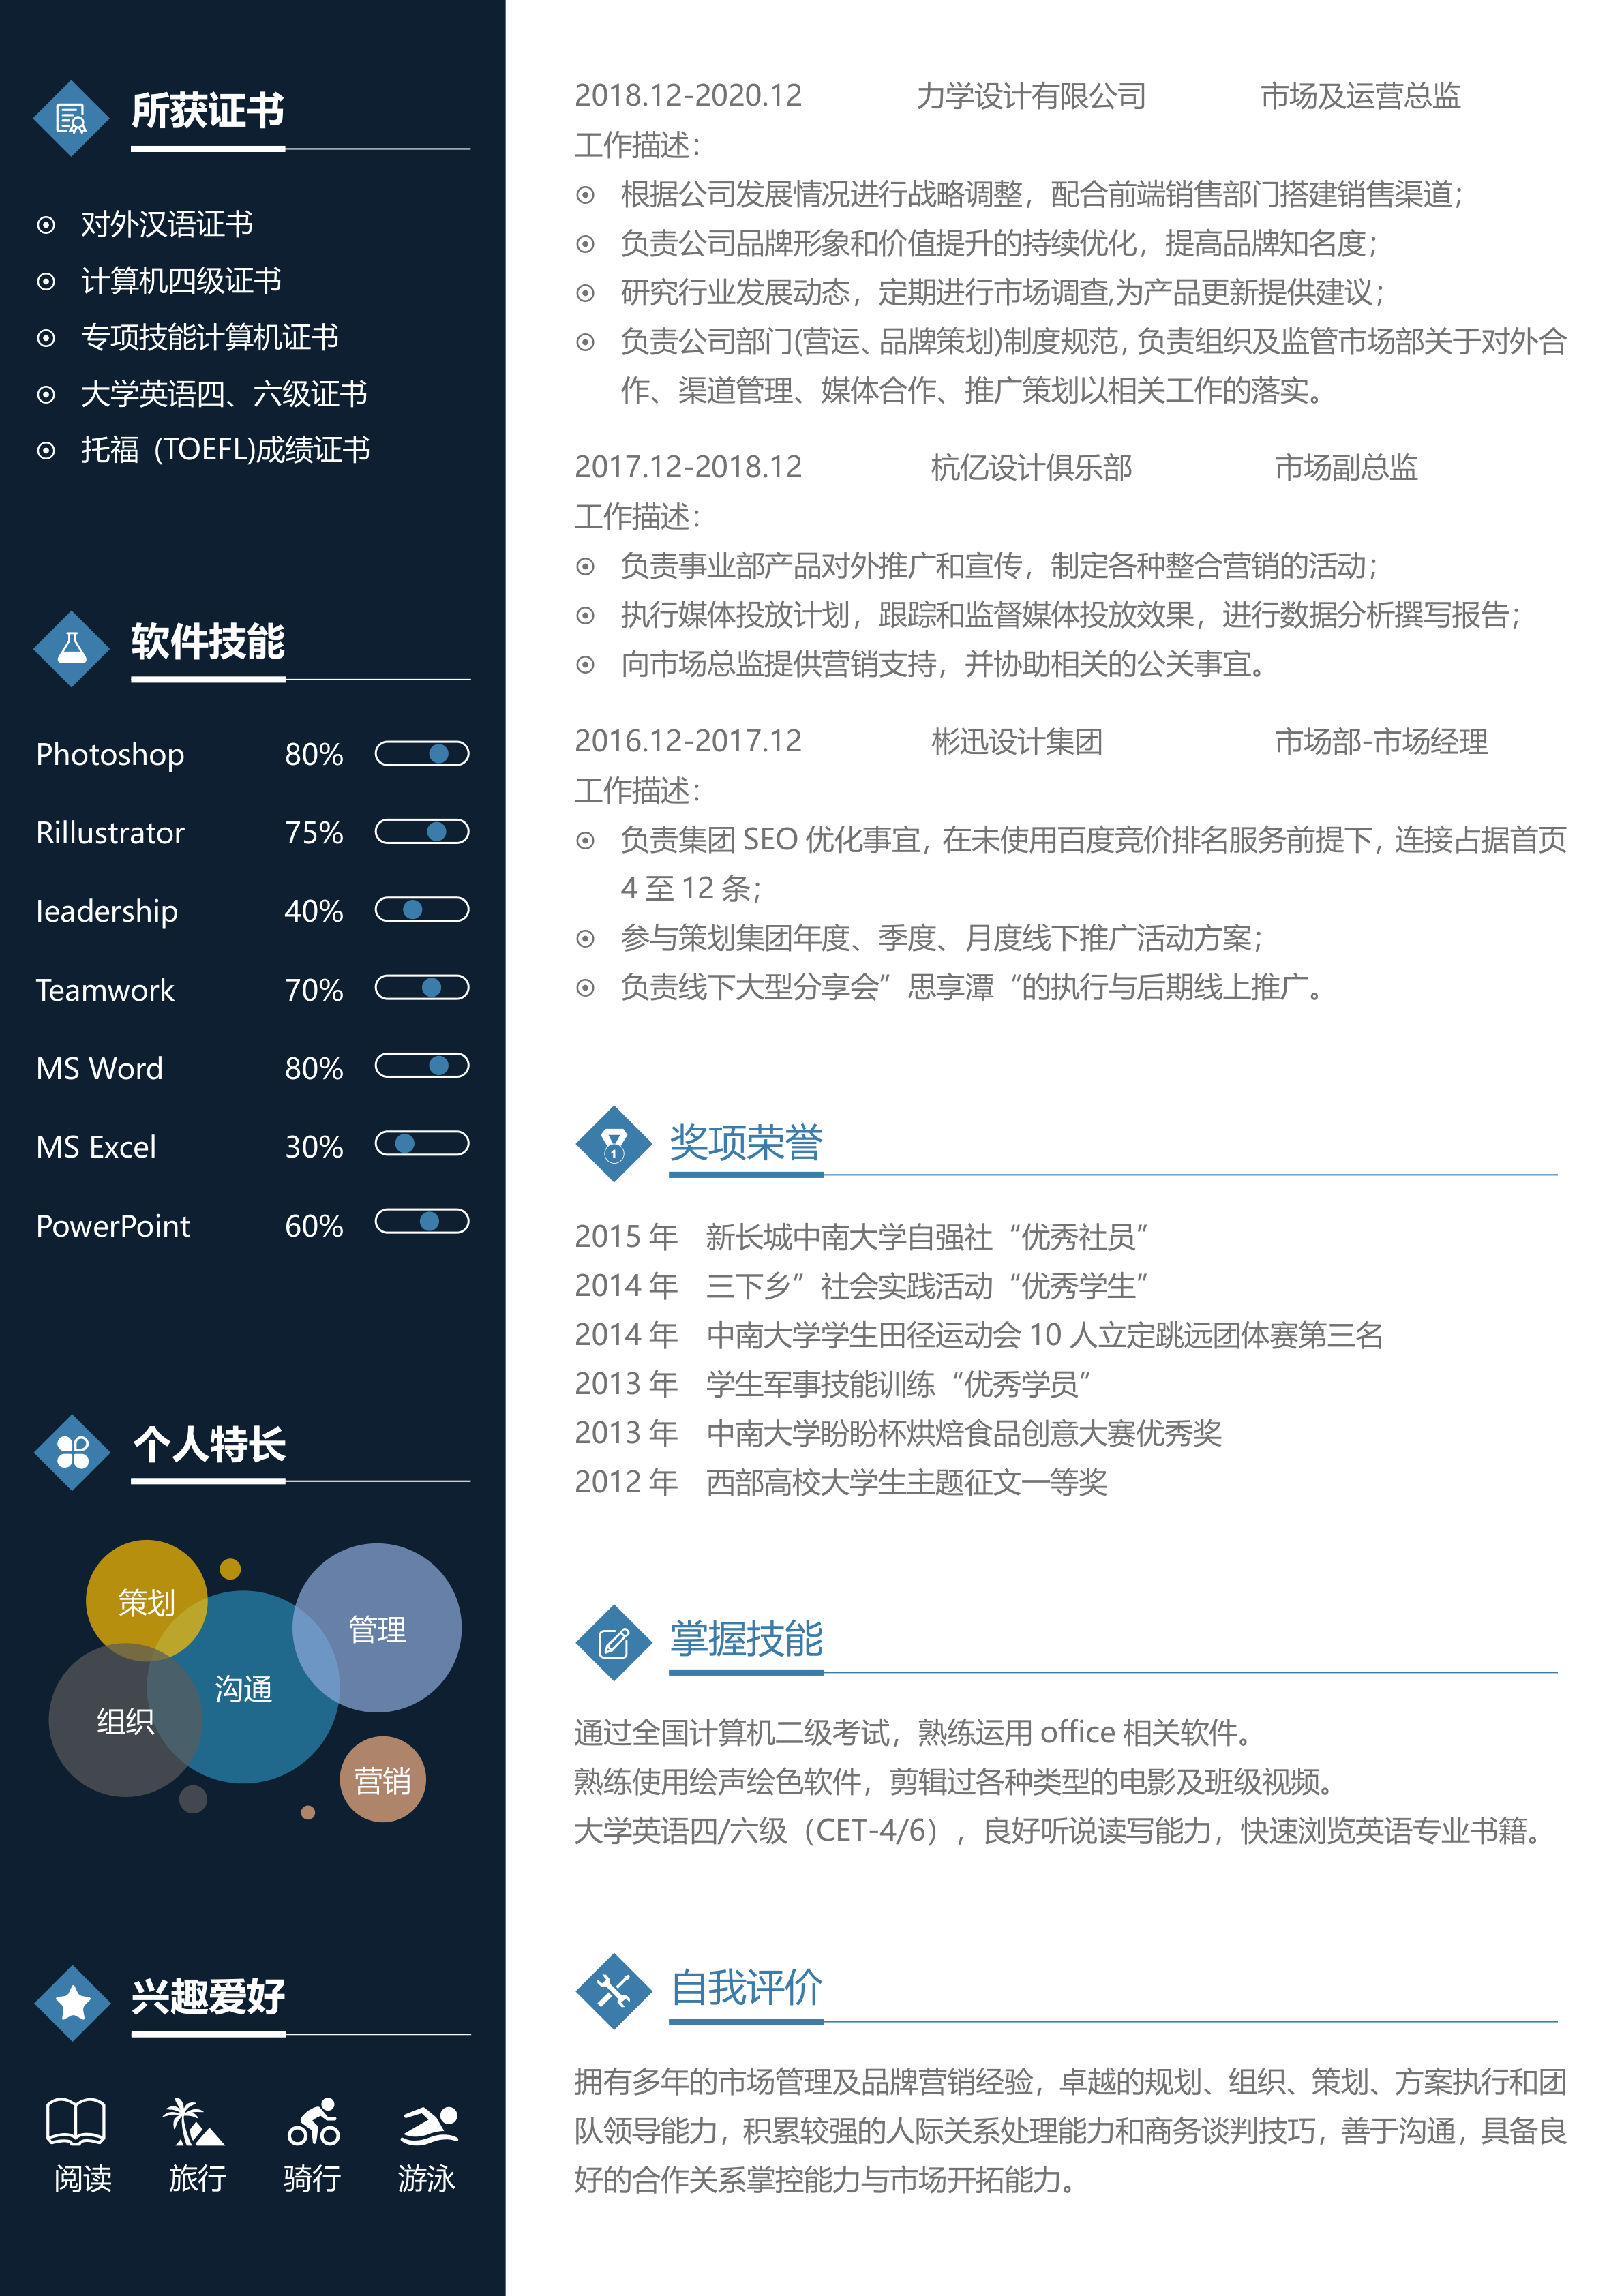 所获证书
对外汉语证书
计算机四级证书
专项技能计算机证书
大学英语四、六级证书
托福 (TOEFL)成绩证书
软件技能
Photoshop 80%
Rillustrator 75%
leadership 40%
Teamwork 70%
MS Word 80%
MS Excel 30%
PowerPoint 60%
个人特长
策划
管理
沟通
组织
营销
兴趣爱好
阅读 旅行 骑行 游泳
2018.12-2020.12 力学设计有限公司 市场及运营总监
工作描述：
根据公司发展情况进行战略调整，配合前端销售部门搭建销售渠道；
负责公司品牌形象和价值提升的持续优化，提高品牌知名度；
研究行业发展动态，定期进行市场调查,为产品更新提供建议；
负责公司部门(营运、品牌策划)制度规范，负责组织及监管市场部关于对外合
作、渠道管理、媒体合作、推广策划以相关工作的落实。
2017.12-2018.12 杭亿设计俱乐部 市场副总监
工作描述：
负责事业部产品对外推广和宣传，制定各种整合营销的活动；
执行媒体投放计划，跟踪和监督媒体投放效果，进行数据分析撰写报告；
向市场总监提供营销支持，并协助相关的公关事宜。
2016.12-2017.12 彬迅设计集团 市场部-市场经理
工作描述：
负责集团 SEO 优化事宜，在未使用百度竞价排名服务前提下，连接占据首页
4 至 12 条；
参与策划集团年度、季度、月度线下推广活动方案；
负责线下大型分享会”思享潭“的执行与后期线上推广。
奖项荣誉
1
2015 年 新长城中南大学自强社“优秀社员”
2014 年 三下乡”社会实践活动“优秀学生”
2014 年 中南大学学生田径运动会 10 人立定跳远团体赛第三名
2013 年 学生军事技能训练“优秀学员”
2013 年 中南大学盼盼杯烘焙食品创意大赛优秀奖
2012 年 西部高校大学生主题征文一等奖
掌握技能
通过全国计算机二级考试，熟练运用 office 相关软件。
熟练使用绘声绘色软件，剪辑过各种类型的电影及班级视频。
大学英语四/六级（CET-4/6），良好听说读写能力，快速浏览英语专业书籍。
自我评价
拥有多年的市场管理及品牌营销经验，卓越的规划、组织、策划、方案执行和团
队领导能力，积累较强的人际关系处理能力和商务谈判技巧，善于沟通，具备良
好的合作关系掌控能力与市场开拓能力。